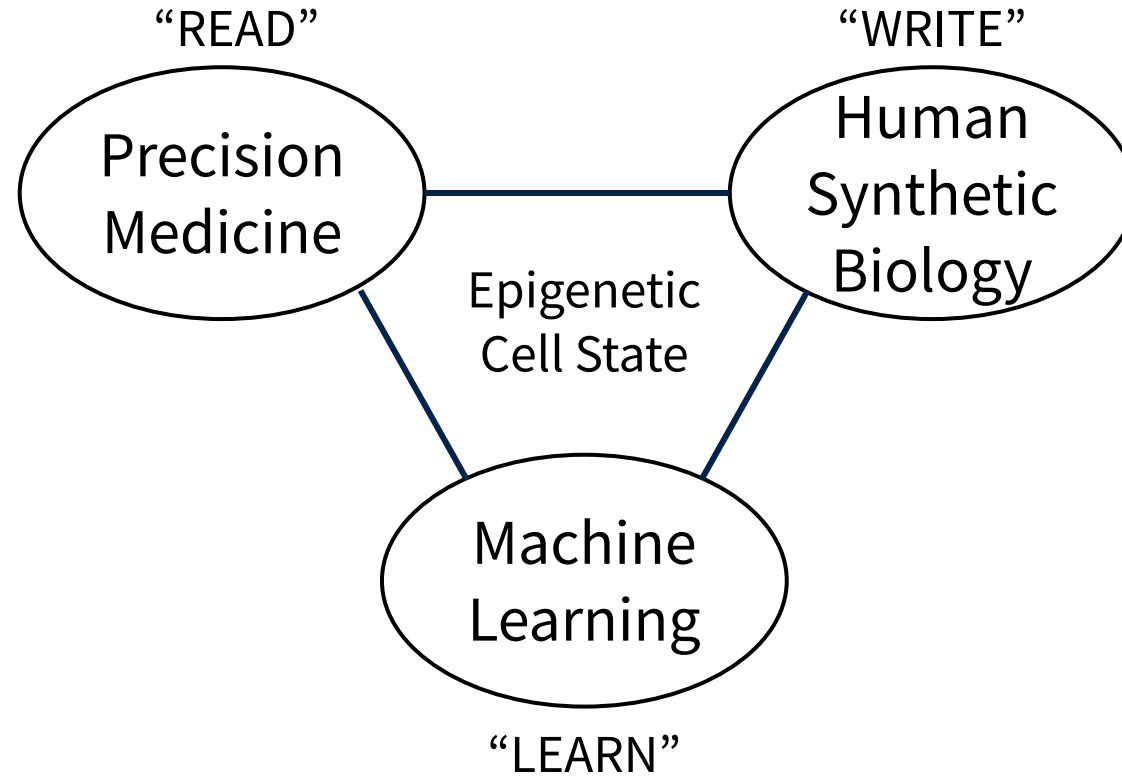 “READ”
Precision
Medicine
“WRITE”
Human
Synthetic
Biology
Epigenetic
Cell State
Machine
Learning
“LEARN”